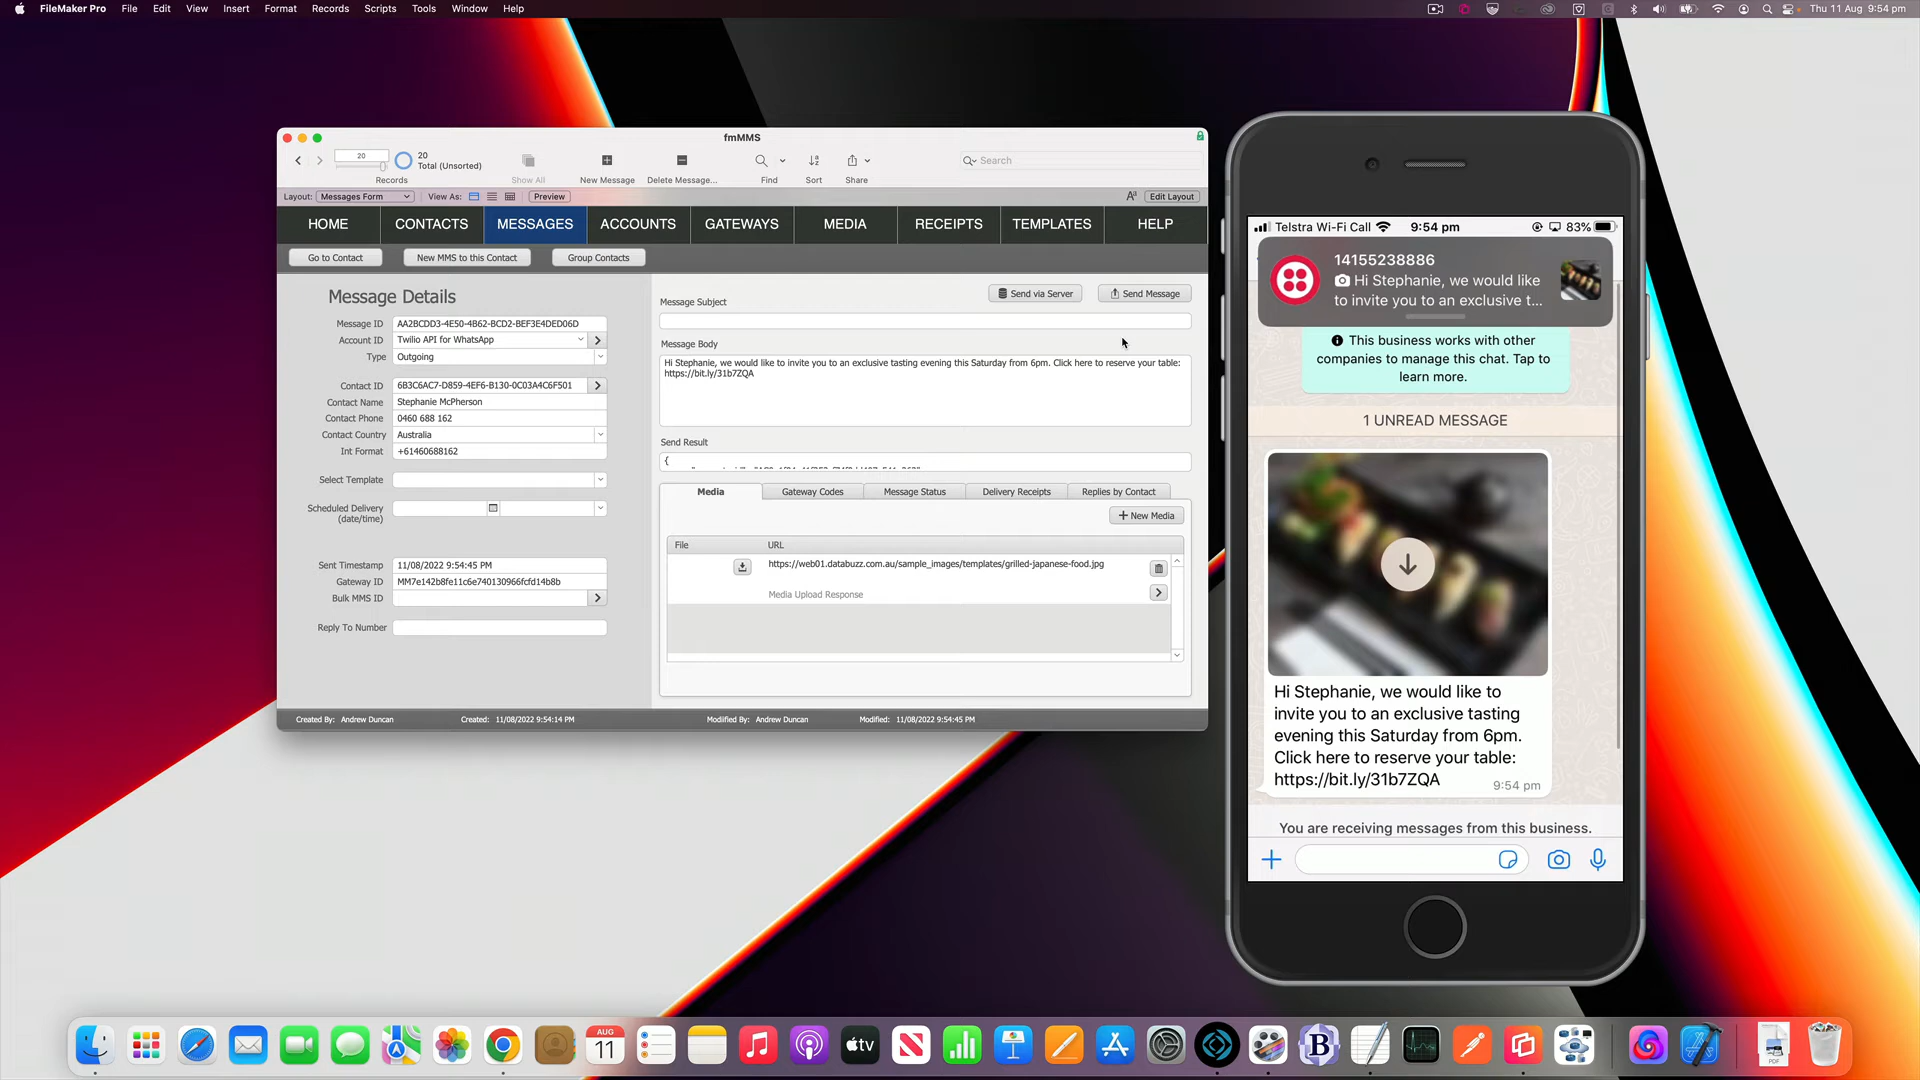 FileMaker Pro File Edit View Insert Format Records Scripts Tools Window Help
Thu 11 Aug 9:54 pm
fmMMS
20
20
Total (Unsorted)
Records
Show All
New Message
Delete Message...
Find
Sort
Share
Search
Layout: Messages Form View As: Preview
Edit Layout
HOME CONTACTS MESSAGES ACCOUNTS GATEWAYS MEDIA RECEIPTS TEMPLATES HELP
Go to Contact
New MMS to this Contact
Group Contacts
Message Details
Message ID AA2BCDD3-4E50-4B62-BCD2-BEF3E4DED06D
Account ID Twilio API for WhatsApp
Type Outgoing
Contact ID 6B3C6AC7-D859-4EF6-B130-0C03A4C6F501
Contact Name Stephanie McPherson
Contact Phone 0460 688 162
Contact Country Australia
Int Format +61460688162
Select Template
Scheduled Delivery
(date/time)
Sent Timestamp 11/08/2022 9:54:45 PM
Gateway ID MM7e142b8fe11c6e740130966fcfd14b8b
Bulk MMS ID
Reply To Number
Send via Server
Send Message
Message Subject
Message Body
Hi Stephanie, we would like to invite you to an exclusive tasting evening this Saturday from 6pm. Click here to reserve your table:
https://bit.ly/31b7ZQA
Send Result
{
Media
Gateway Codes
Message Status
Delivery Receipts
Replies by Contact
New Media
File
URL
https://web01.databuzz.com.au/sample_images/templates/grilled-japanese-food.jpg
Media Upload Response
Created By: Andrew Duncan
Created: 11/08/2022 9:54:14 PM
Modified By: Andrew Duncan
Modified: 11/08/2022 9:54:45 PM
Telstra Wi-Fi Call 9:54 pm 83%
14155238886
Hi Stephanie, we would like
to invite you to an exclusive t...
This business works with other
companies to manage this chat. Tap to
learn more.
1 UNREAD MESSAGE
Hi Stephanie, we would like to
invite you to an exclusive tasting
evening this Saturday from 6pm.
Click here to reserve your table:
https://bit.ly/31b7ZQA
9:54 pm
You are receiving messages from this business.
AUG
11
tv
B
PDF